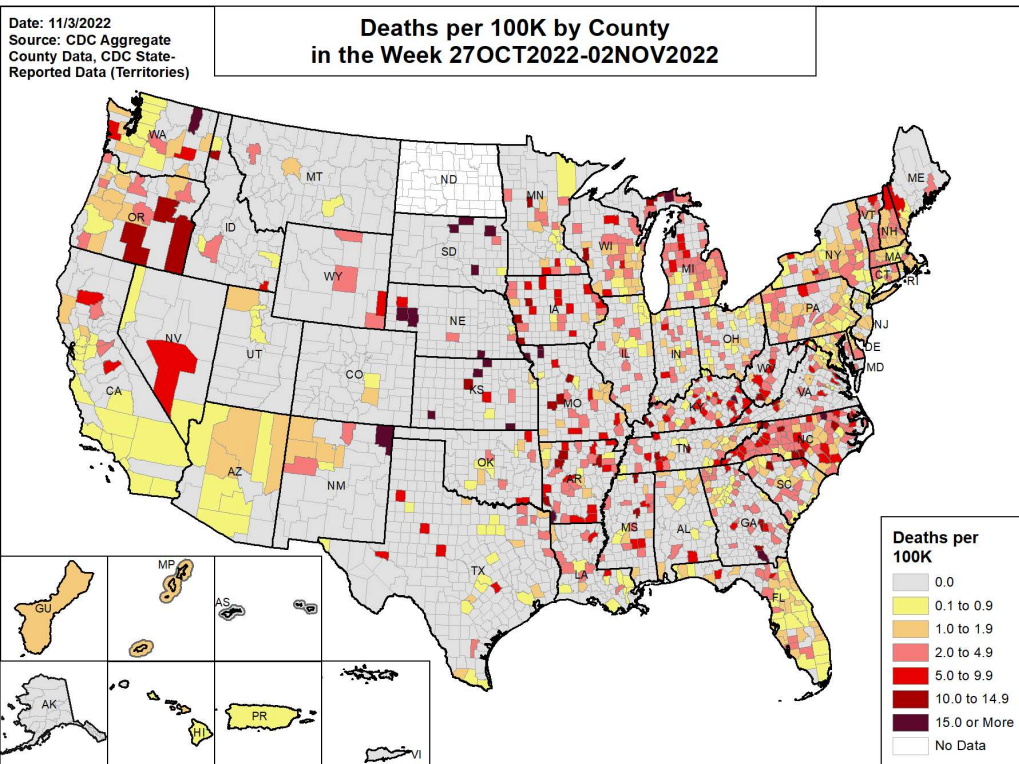 Date: 11/3/2022
Source: CDC Aggregate
County Data, CDC State-
Reported Data (Territories)
Deaths per 100K by County
in the Week 27OCT2022-02NOV2022
WA
MT
ND
MN
ME
OR
ID
SD
WI
VT
NH
NY
MA
CT
RI
WY
MI
IA
PA
NJ
NE
NV
UT
CO
IL
IN
OH
DE
MD
CA
KS
MO
WV
VA
KY
AZ
NM
OK
AR
TN
NC
SC
MS
AL
GA
TX
LA
FL
GU
MP
AS
AK
HI
PR
VI
Deaths per
100K
0.0
0.1 to 0.9
1.0 to 1.9
2.0 to 4.9
5.0 to 9.9
10.0 to 14.9
15.0 or More
No Data